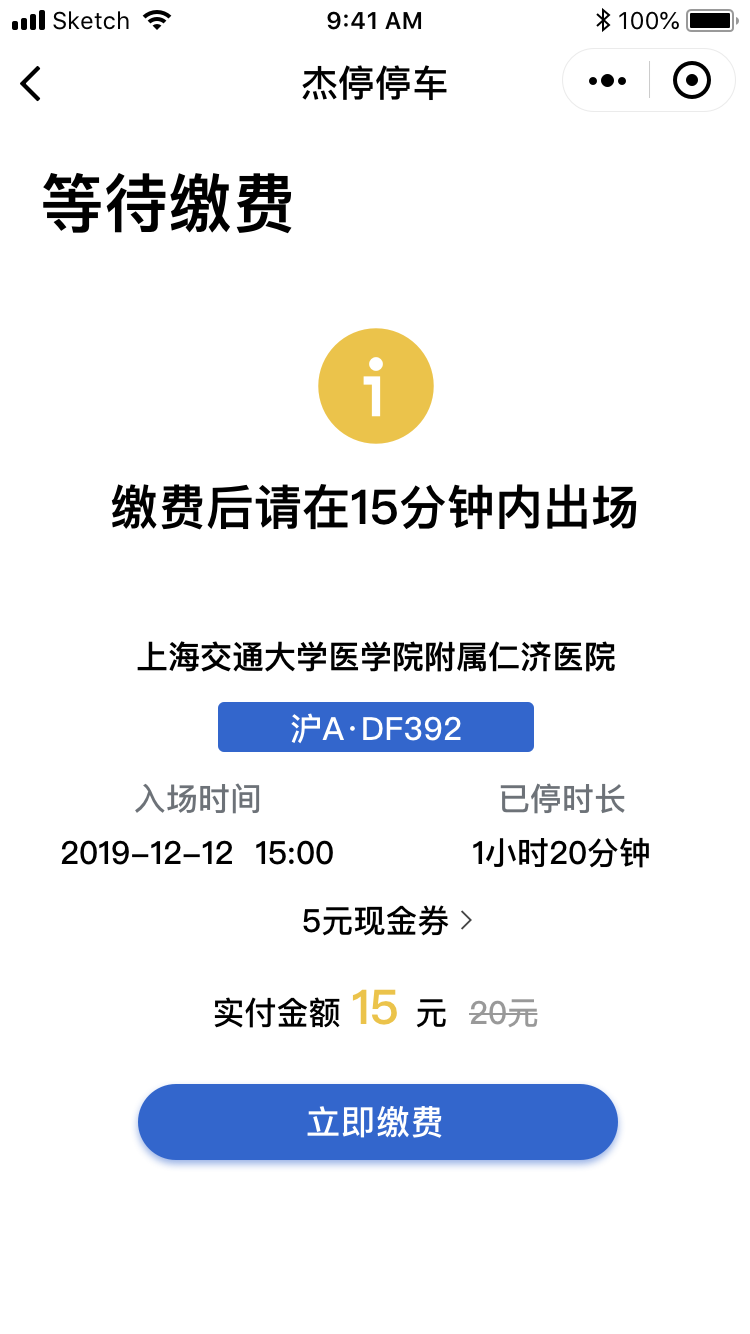 Sketch 9:41 AM 100%
杰停停车
等待缴费
缴费后请在15分钟内出场
上海交通大学医学院附属仁济医院
沪A·DF392
入场时间 已停时长
2019-12-12 15:00 1小时20分钟
5元现金券
实付金额 15 元 20元
立即缴费